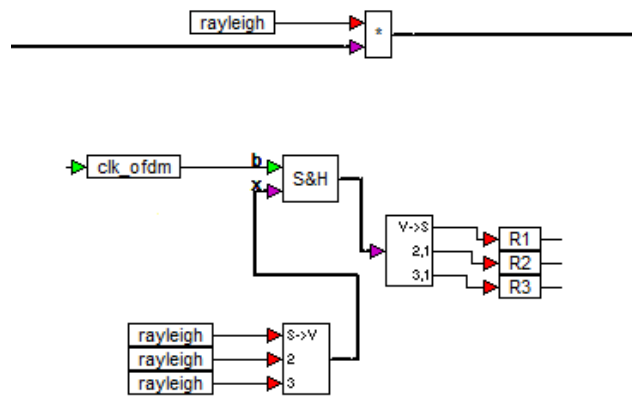 rayleigh
*
clk_ofdm
b
x
S&H
V->S
2,1
3,1
R1
R2
R3
rayleigh
rayleigh
rayleigh
S->V
2
3